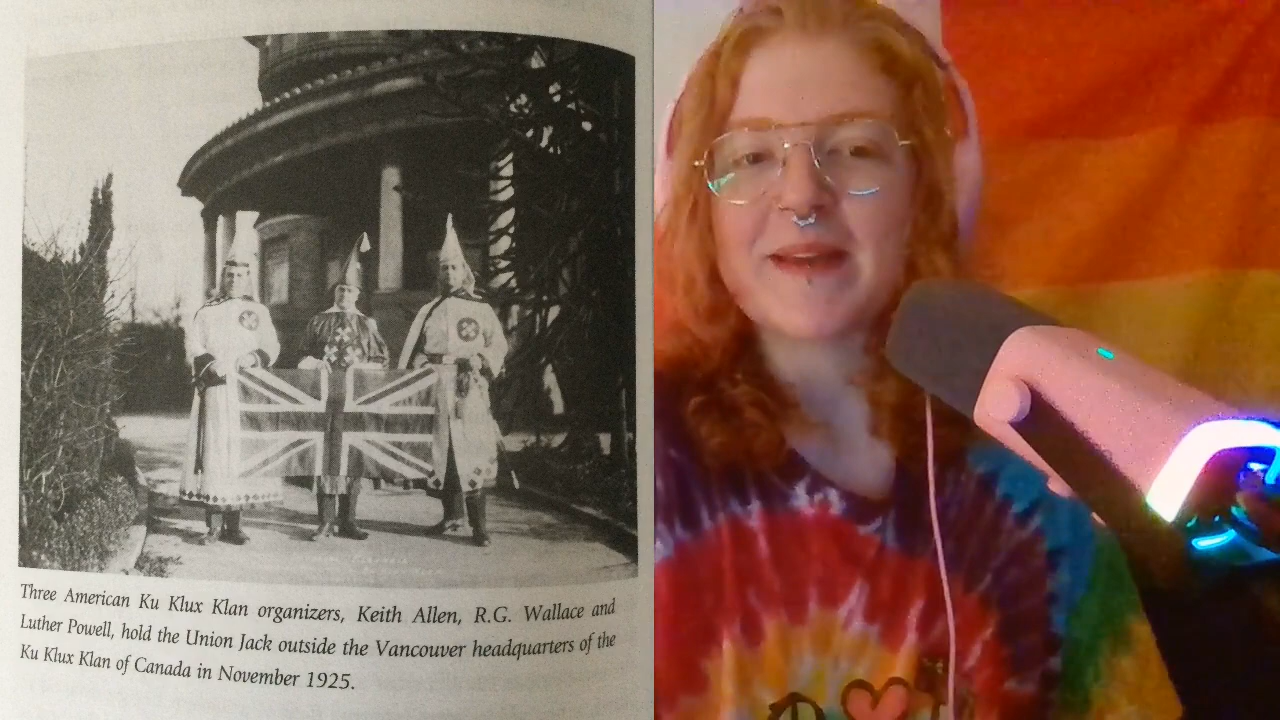 Three American Ku Klux Klan organizers, Keith Allen, R.G. Wallace and
Luther Powell, hold the Union Jack outside the Vancouver headquarters of the
Ku Klux Klan of Canada in November 1925.